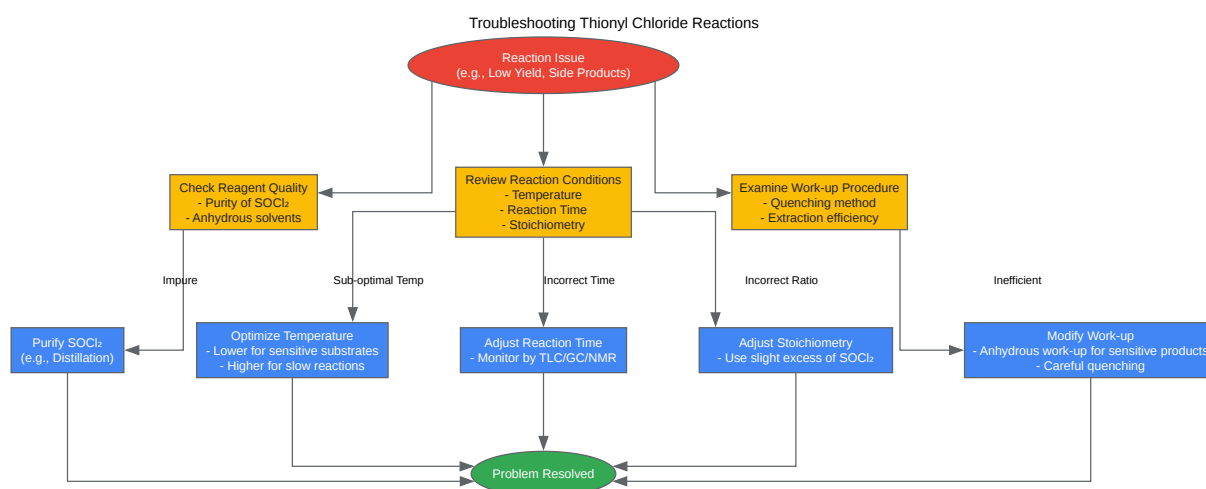 Troubleshooting Thionyl Chloride Reactions
Reaction Issue
(e.g., Low Yield, Side Products)
Check Reagent Quality
- Purity of SOCl₂
- Anhydrous solvents
Review Reaction Conditions
- Temperature
- Reaction Time
- Stoichiometry
Examine Work-up Procedure
- Quenching method
- Extraction efficiency
Impure
Sub-optimal Temp
Incorrect Time
Incorrect Ratio
Inefficient
Purify SOCl₂
(e.g., Distillation)
Optimize Temperature
- Lower for sensitive substrates
- Higher for slow reactions
Adjust Reaction Time
- Monitor by TLC/GC/NMR
Adjust Stoichiometry
- Use slight excess of SOCl₂
Modify Work-up
- Anhydrous work-up for sensitive products
- Careful quenching
Problem Resolved